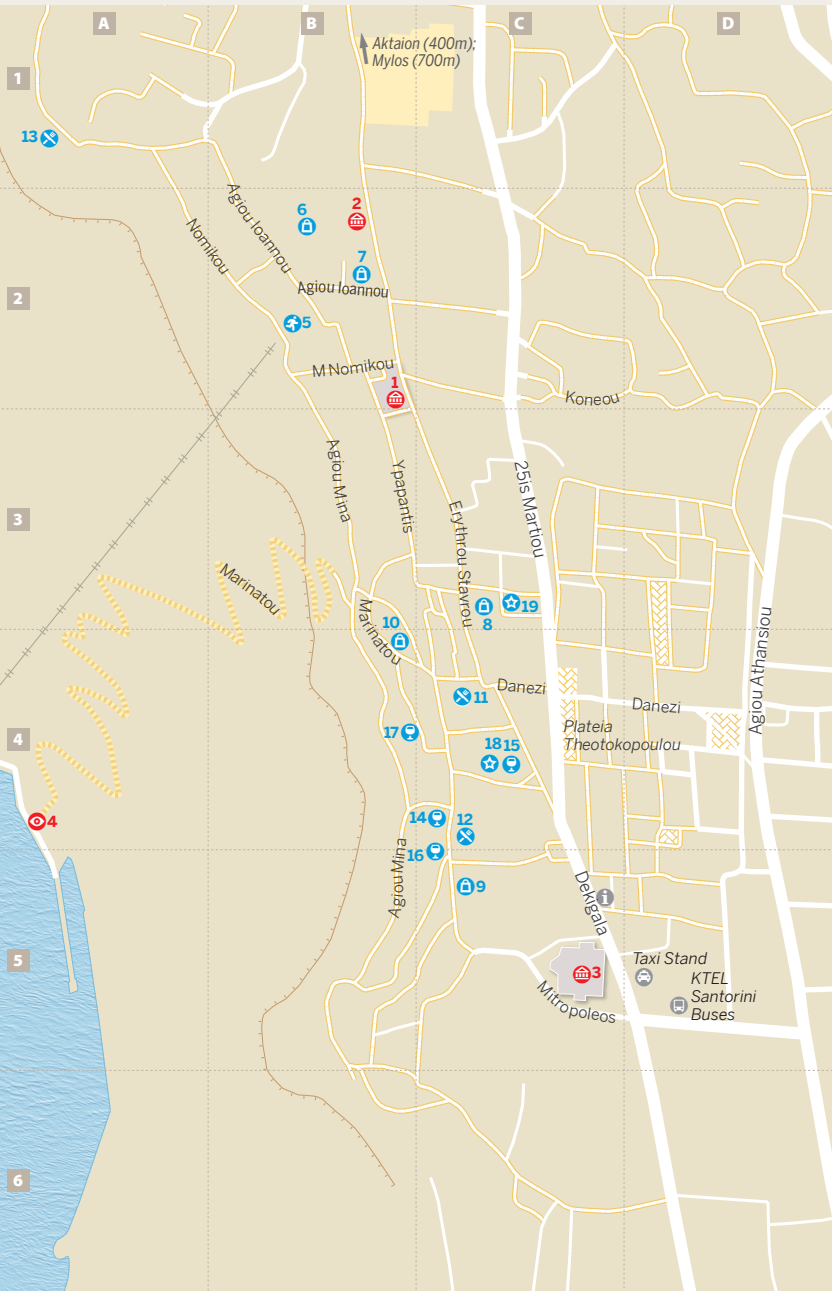 A
B
C
D
Aktaion (400m);
Mylos (700m)
1
13
Agiou Ioannou
6
2
Nomikou
7
2
Agiou Ioannou
5
M Nomikou
1
Koneou
Agiou Mina
Ypapantis
25is Martiou
3
Erythrou Stavrou
Marinatou
19
8
Marinatou
10
Agiou Athansiou
Danezi
11
Danezi
17
Plateia
Theotokopoulou
4
18
15
14
12
4
16
Agiou Mina
9
Dekigala
i
5
3
Taxi Stand
KTEL
Santorini
Buses
Mitropoleos
6